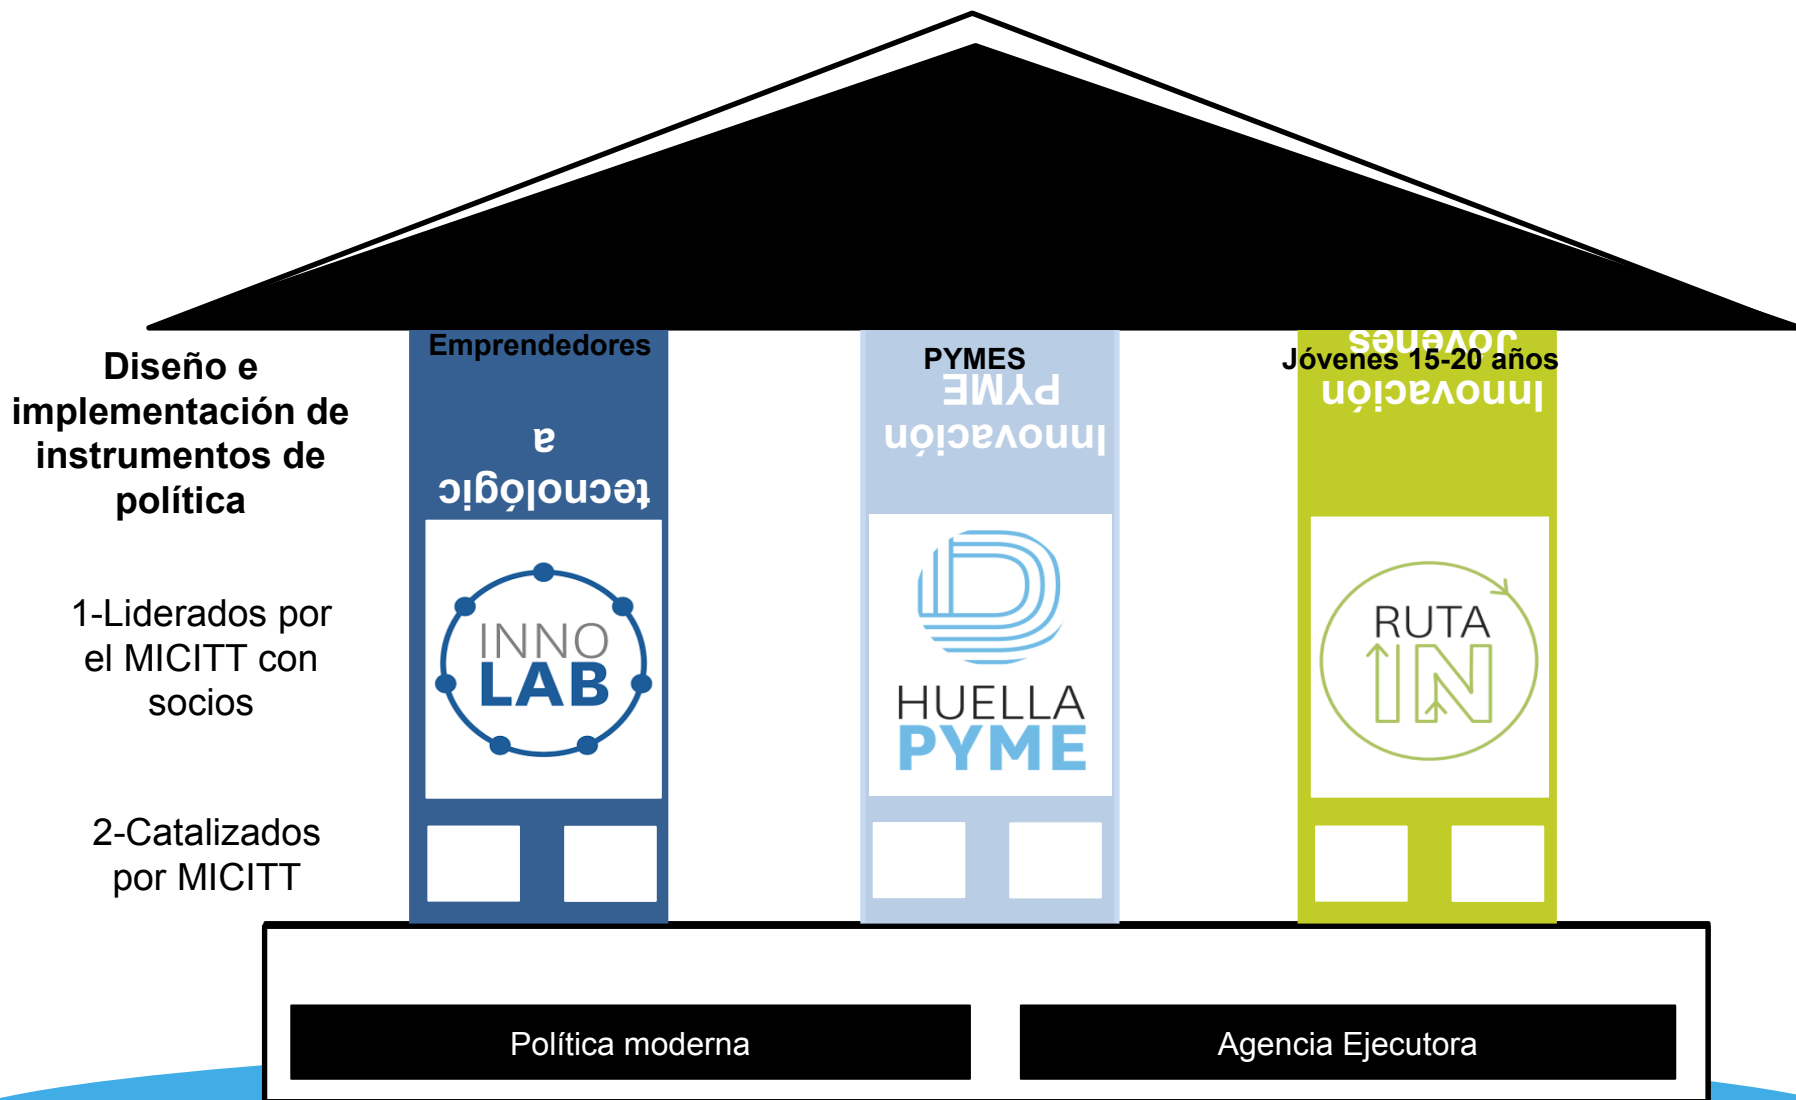 Diseño e
implementación de
instrumentos de
política
1-Liderados por
el MICITT con
socios
2-Catalizados
por MICITT
Emprendedores
tecnológic
a
INNO
LAB
PYMES
Innovación
PYME
HUELLA
PYME
Jóvenes 15-20 años
Innovación
Jóvenes
RUTA
IN
Política moderna
Agencia Ejecutora